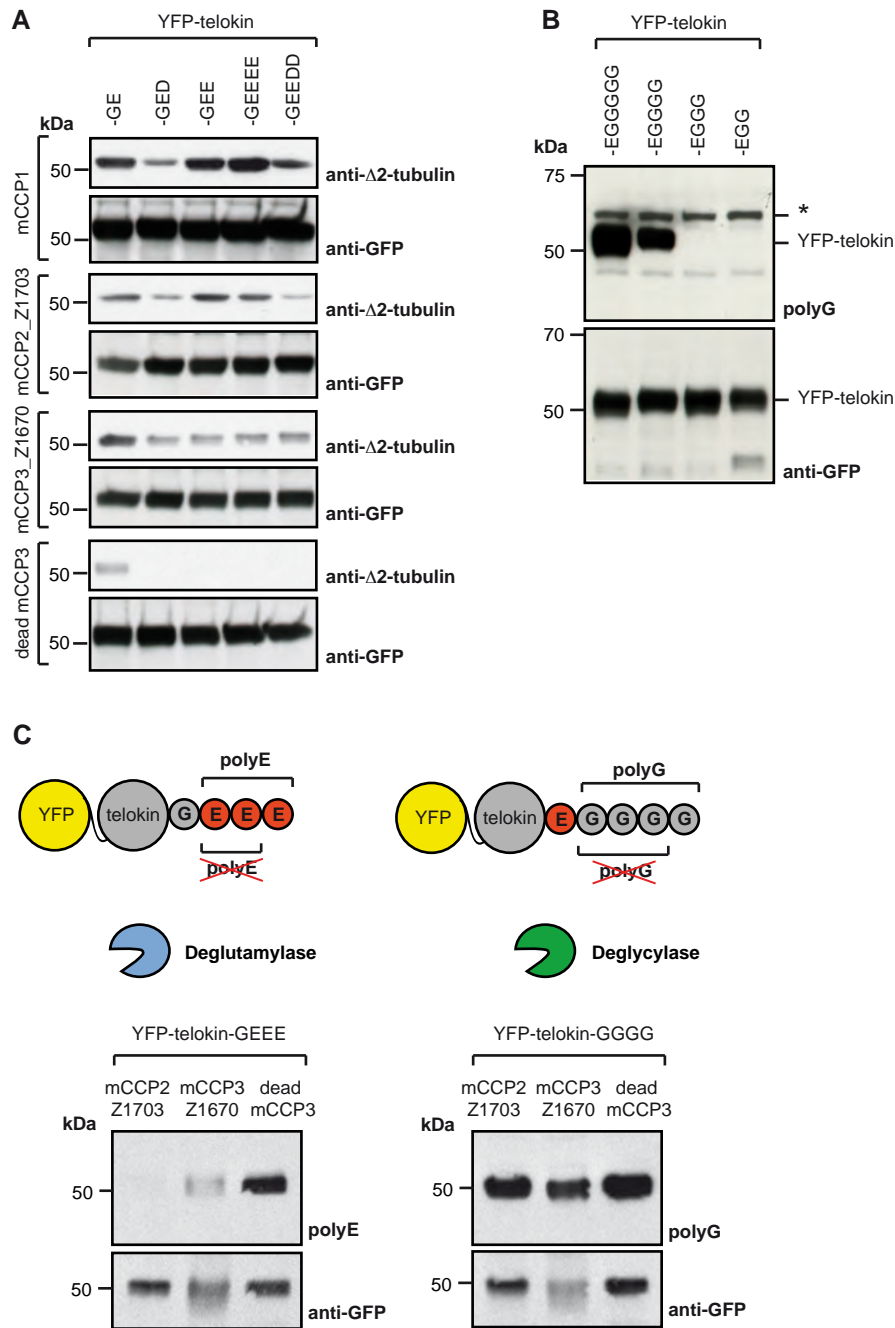 A
YFP-telokin
-GE
-GED
-GEE
-GEEEE
-GEEDD
kDa
mCCP1
50
anti-Δ2-tubulin
50
anti-GFP
mCCP2_Z1703
50
anti-Δ2-tubulin
50
anti-GFP
mCCP3_Z1670
50
anti-Δ2-tubulin
50
anti-GFP
dead mCCP3
50
anti-Δ2-tubulin
50
anti-GFP
B
YFP-telokin
-EGGGGG
-EGGGG
-EGGG
-EGG
kDa
75
*
YFP-telokin
50
polyG
70
YFP-telokin
50
anti-GFP
C
polyE
YFP telokin G E E E
polyE
Deglutamylase
polyG
YFP telokin E G G G G
polyG
Deglycylase
YFP-telokin-GEEE
mCCP2 mCCP3 dead
Z1703 Z1670 mCCP3
kDa
50
polyE
50
anti-GFP
YFP-telokin-GGGG
mCCP2 mCCP3 dead
Z1703 Z1670 mCCP3
kDa
50
polyG
50
anti-GFP